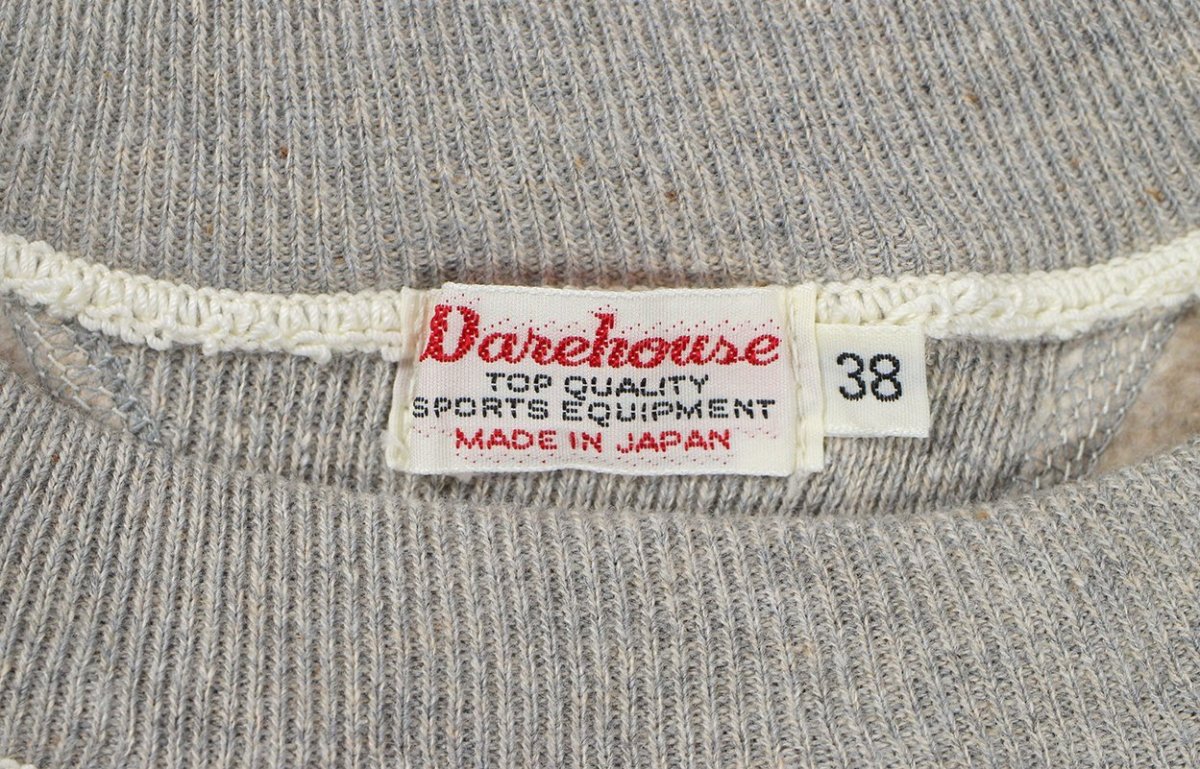 Darehouse
TOP QUALITY
SPORTS EQUIPMENT
MADE IN JAPAN
38